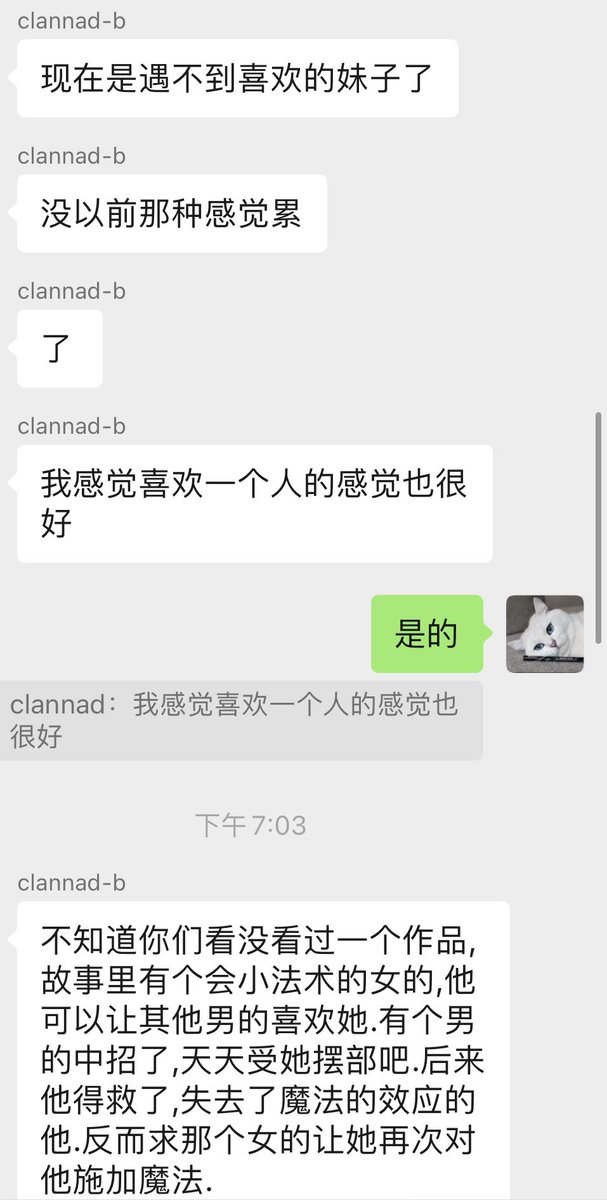 clannad-b
现在是遇不到喜欢的妹子了
clannad-b
没以前那种感觉累
clannad-b
了
clannad-b
我感觉喜欢一个人的感觉也很
好
是的
clannad：我感觉喜欢一个人的感觉也
很好
下午 7:03
clannad-b
不知道你们看没看过一个作品,
故事里有个会小法术的女的,他
可以让其他男的喜欢她.有个男
的中招了,天天受她摆部吧.后来
他得救了,失去了魔法的效应的
他.反而求那个女的让她再次对
他施加魔法.